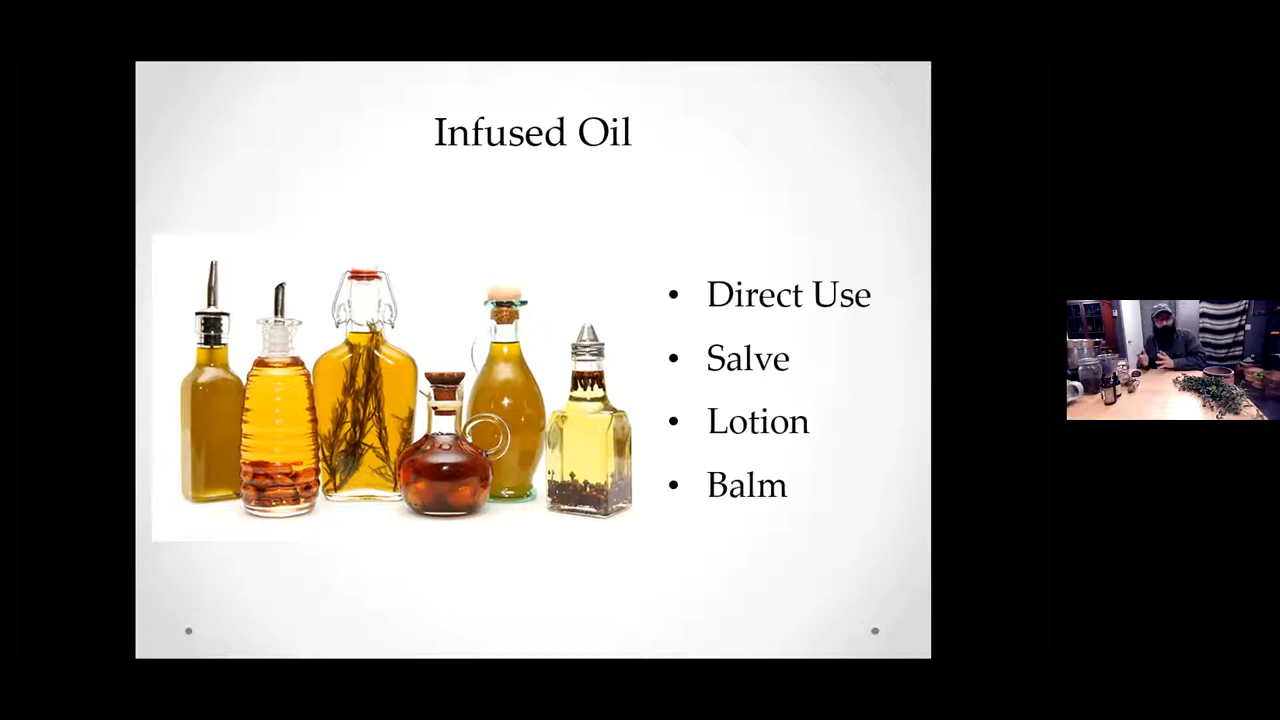 Infused Oil
• Direct Use
• Salve
• Lotion
• Balm